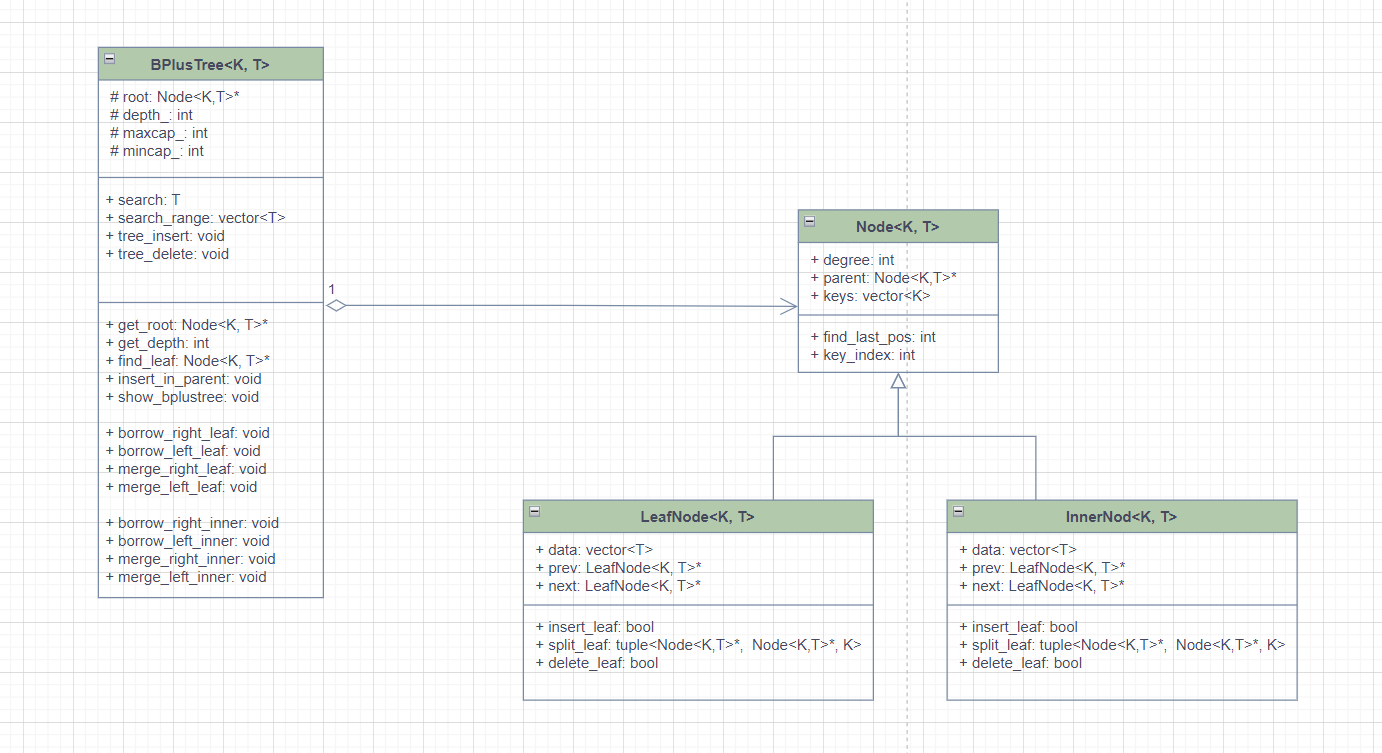 BPlusTree<K, T>
# root: Node<K,T>*
# depth_: int
# maxcap_: int
# mincap_: int
+ search: T
+ search_range: vector<T>
+ tree_insert: void
+ tree_delete: void
+ get_root: Node<K, T>*
+ get_depth: int
+ find_leaf: Node<K, T>*
+ insert_in_parent: void
+ show_bplustree: void
+ borrow_right_leaf: void
+ borrow_left_leaf: void
+ merge_right_leaf: void
+ merge_left_leaf: void
+ borrow_right_inner: void
+ borrow_left_inner: void
+ merge_right_inner: void
+ merge_left_inner: void
1
Node<K, T>
+ degree: int
+ parent: Node<K,T>*
+ keys: vector<K>
+ find_last_pos: int
+ key_index: int
LeafNode<K, T>
+ data: vector<T>
+ prev: LeafNode<K, T>*
+ next: LeafNode<K, T>*
+ insert_leaf: bool
+ split_leaf: tuple<Node<K,T>*, Node<K,T>*, K>
+ delete_leaf: bool
InnerNod<K, T>
+ data: vector<T>
+ prev: LeafNode<K, T>*
+ next: LeafNode<K, T>*
+ insert_leaf: bool
+ split_leaf: tuple<Node<K,T>*, Node<K,T>*, K>
+ delete_leaf: bool